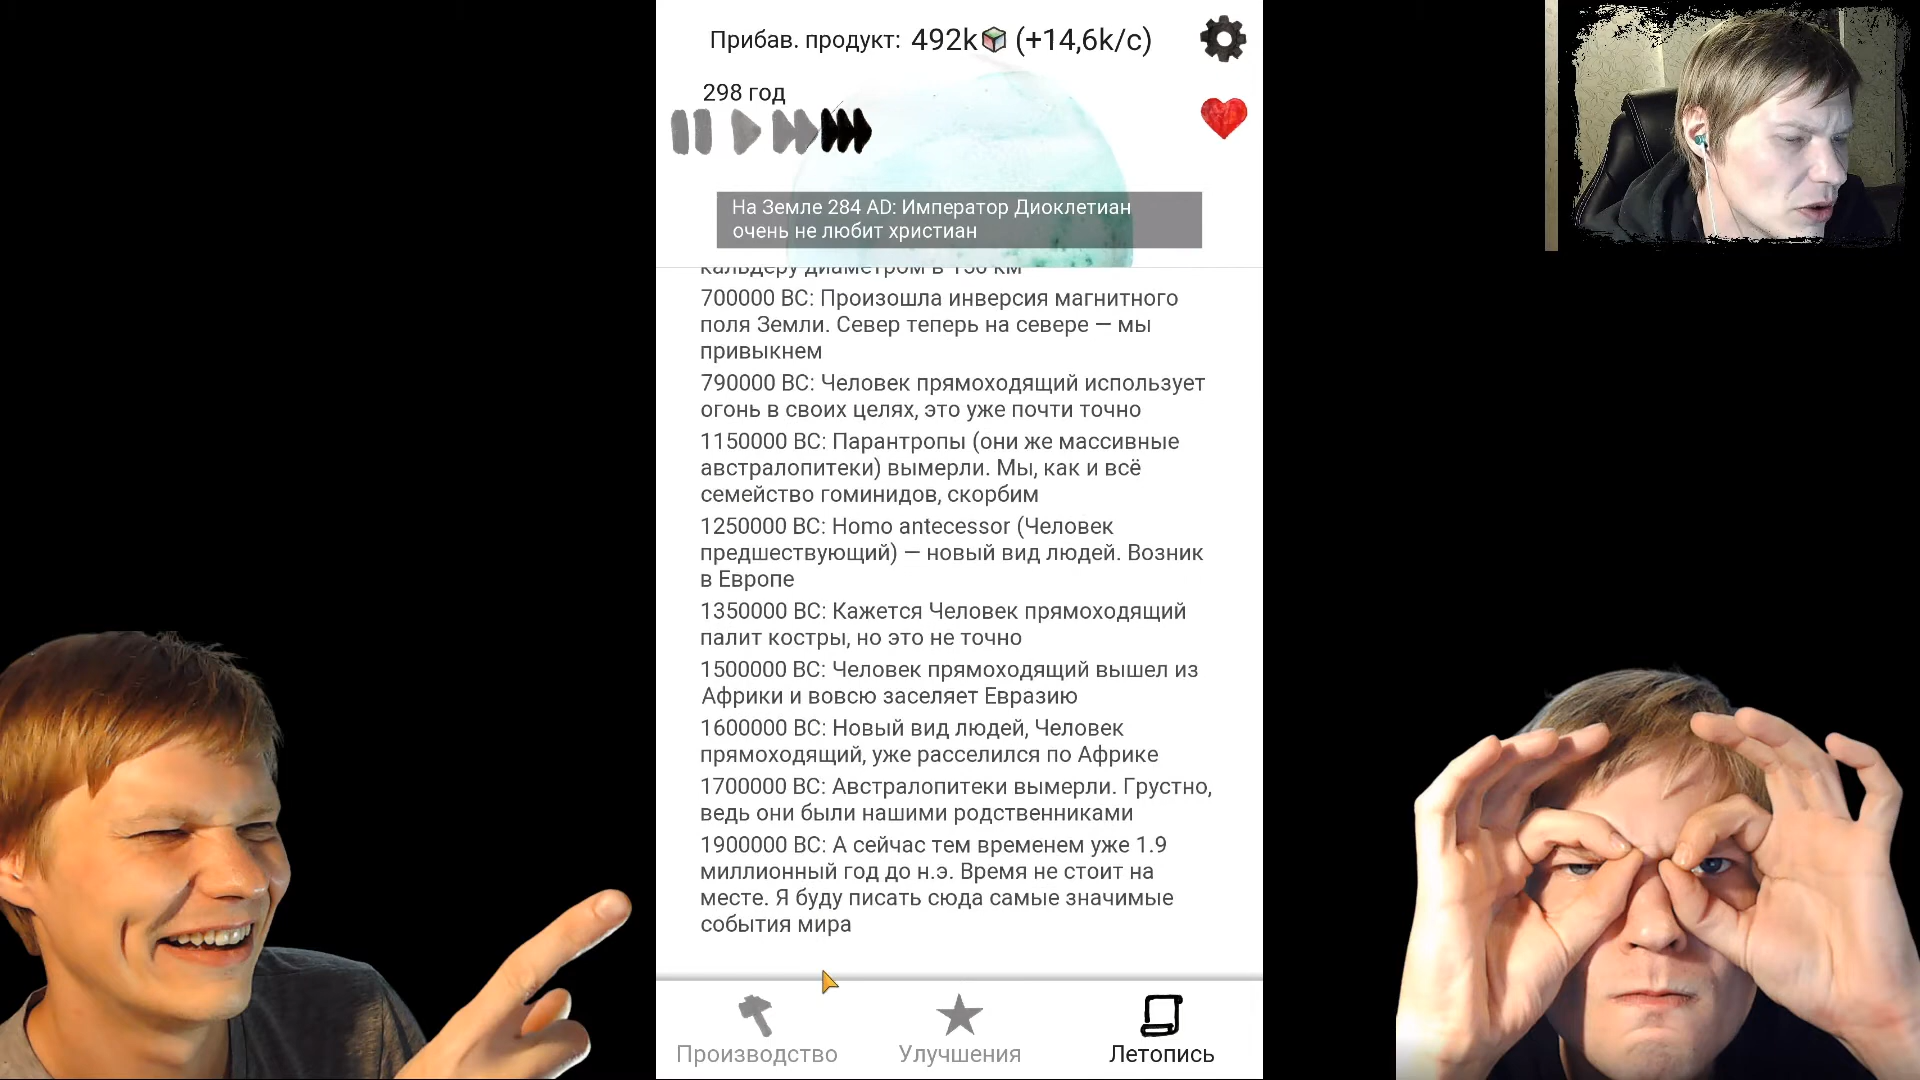 Прибав. продукт: 492k (+14,6k/c)
298 год
На Земле 284 AD: Император Диоклетиан
очень не любит христиан
кальдеру диаметром в 150 км
700000 BC: Произошла инверсия магнитного
поля Земли. Север теперь на севере — мы
привыкнем
790000 BC: Человек прямоходящий использует
огонь в своих целях, это уже почти точно
1150000 BC: Парантропы (они же массивные
австралопитеки) вымерли. Мы, как и всё
семейство гоминидов, скорбим
1250000 BC: Homo antecessor (Человек
предшествующий) — новый вид людей. Возник
в Европе
1350000 BC: Кажется Человек прямоходящий
палит костры, но это не точно
1500000 BC: Человек прямоходящий вышел из
Африки и вовсю заселяет Евразию
1600000 BC: Новый вид людей, Человек
прямоходящий, уже расселился по Африке
1700000 BC: Австралопитеки вымерли. Грустно,
ведь они были нашими родственниками
1900000 BC: А сейчас тем временем уже 1.9
миллионный год до н.э. Время не стоит на
месте. Я буду писать сюда самые значимые
события мира
Производство
Улучшения
Летопись